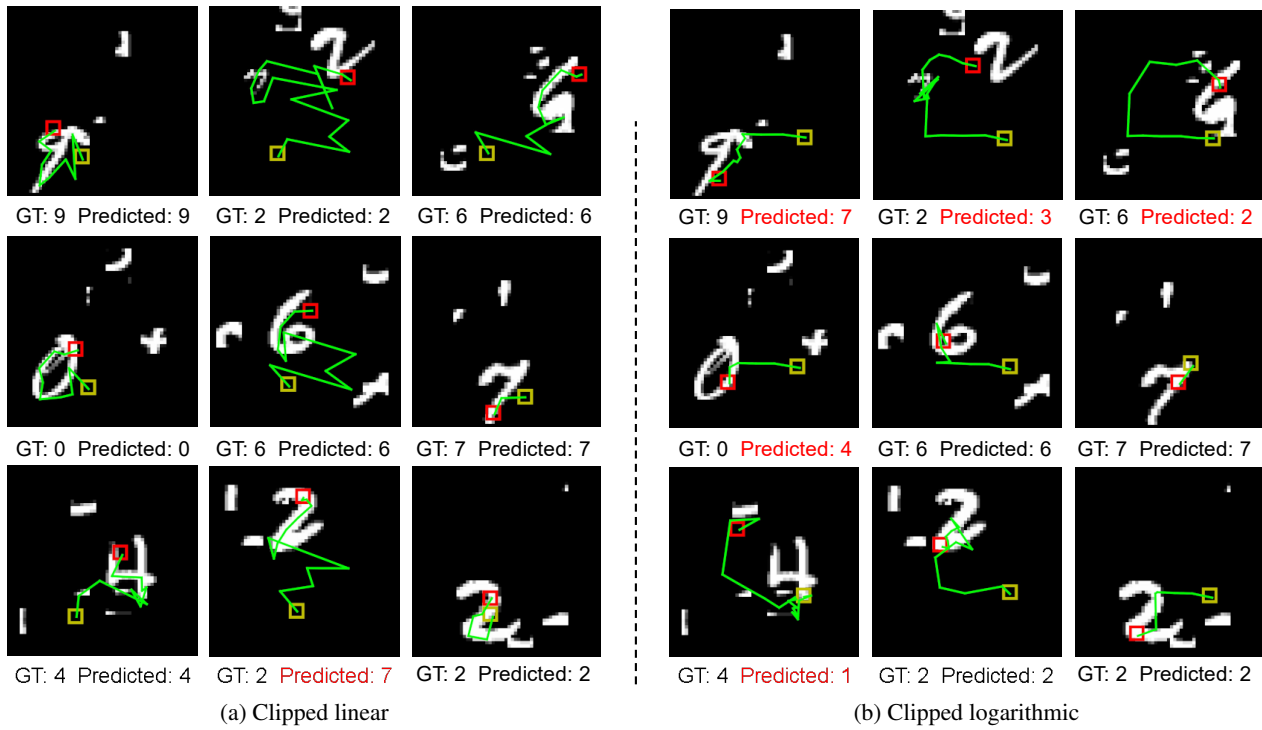 GT: 9 Predicted: 9
GT: 2 Predicted: 2
GT: 6 Predicted: 6
GT: 0 Predicted: 0
GT: 6 Predicted: 6
GT: 7 Predicted: 7
GT: 4 Predicted: 4
GT: 2 Predicted: 7
GT: 2 Predicted: 2
(a) Clipped linear
GT: 9 Predicted: 7
GT: 2 Predicted: 3
GT: 6 Predicted: 2
GT: 0 Predicted: 4
GT: 6 Predicted: 6
GT: 7 Predicted: 7
GT: 4 Predicted: 1
GT: 2 Predicted: 2
GT: 2 Predicted: 2
(b) Clipped logarithmic